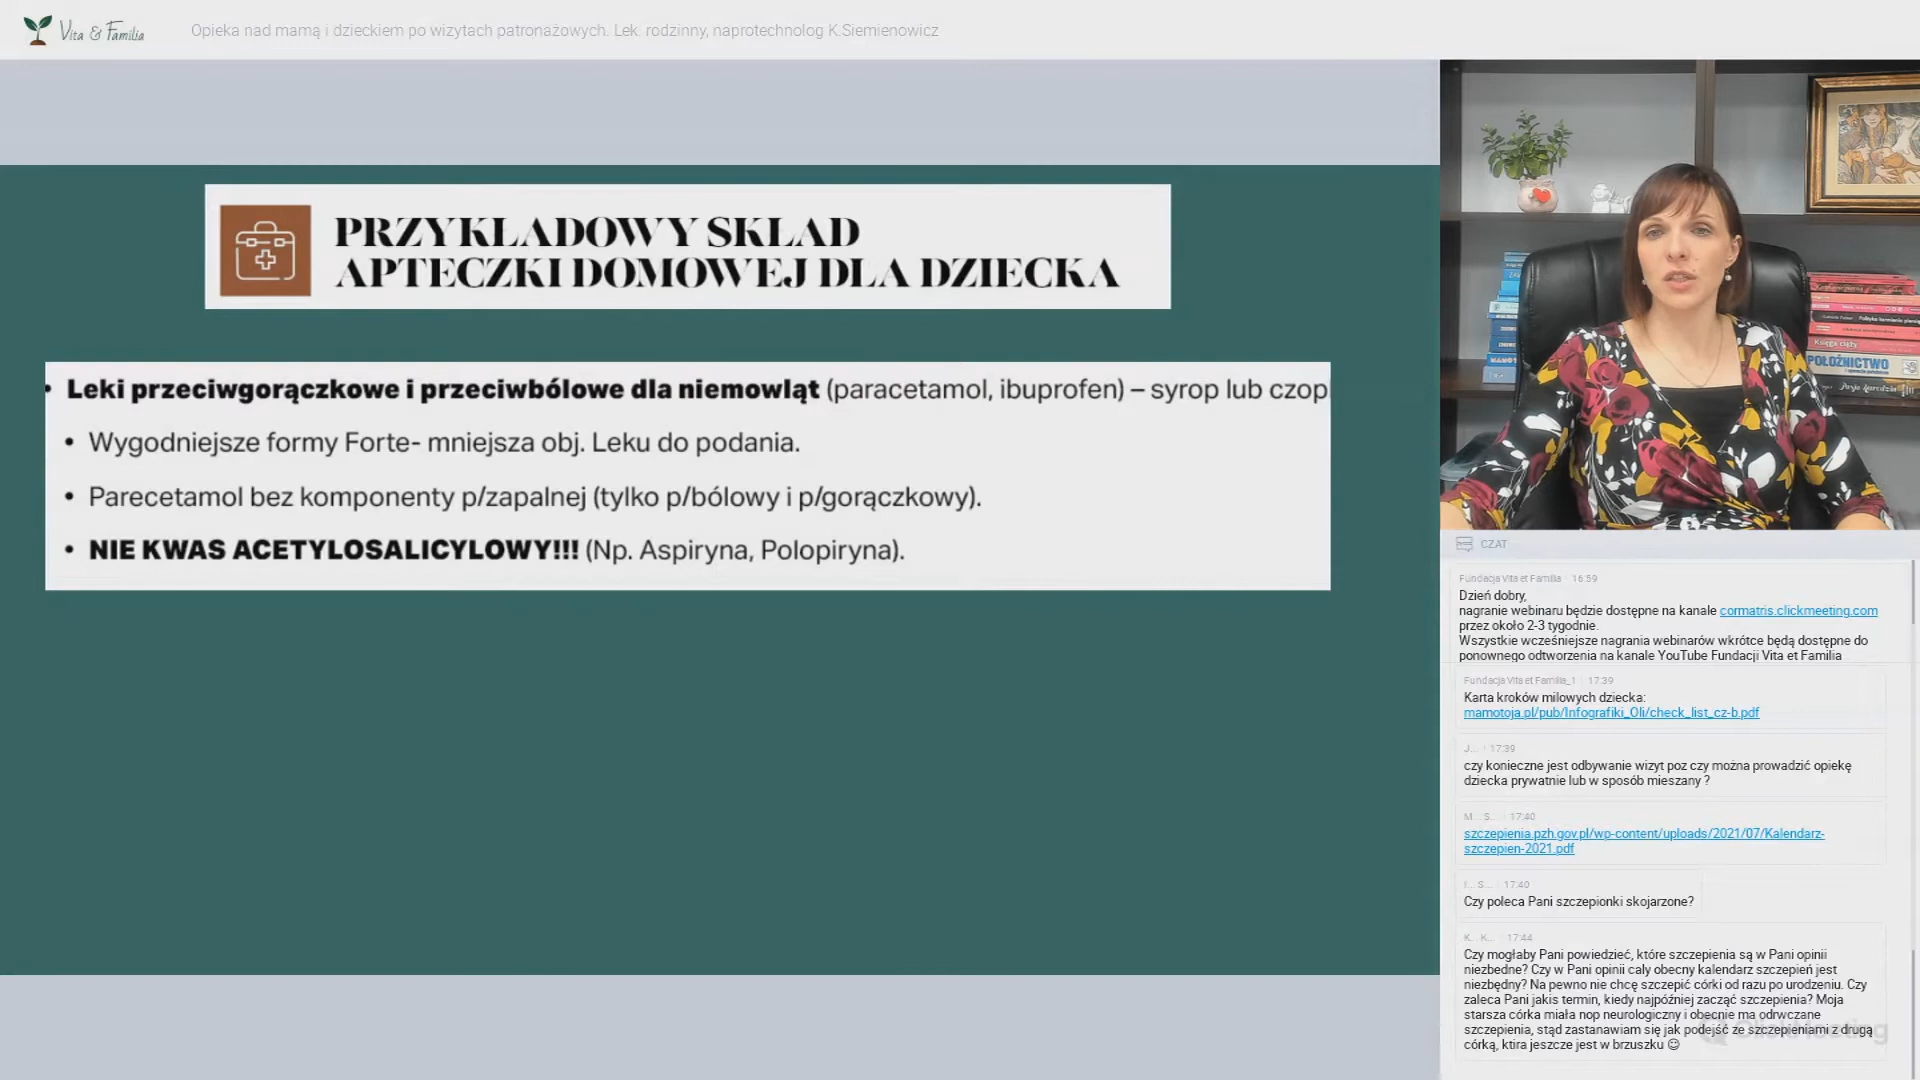 Vita & Familia
Opieka nad mamą i dzieckiem po wizytach patronażowych. Lek. rodzinny, naprotechnolog K.Siemienowicz
PRZYKŁADOWY SKŁAD
APTECZKI DOMOWEJ DLA DZIECKA
• Leki przeciwgorączkowe i przeciwbólowe dla niemowląt (paracetamol, ibuprofen) – syrop lub czop
• Wygodniejsze formy Forte- mniejsza obj. Leku do podania.
• Parecetamol bez komponenty p/zapalnej (tylko p/bólowy i p/gorączkowy).
• NIE KWAS ACETYLOSALICYLOWY!!! (Np. Aspiryna, Polopiryna).
Księga ciąży
POŁOŻNICTWO
CZAT
Fundacja Vita et Familia 16:59
Dzień dobry,
nagranie webinaru będzie dostępne na kanale cormatris.clickmeeting.com
przez około 2-3 tygodnie.
Wszystkie wcześniejsze nagrania webinarów wkrótce będą dostępne do
ponownego odtworzenia na kanale YouTube Fundacji Vita et Familia
Fundacja Vita et Familia_1 17:39
Karta kroków milowych dziecka:
mamotoja.pl/pub/Infografiki_Oli/check_list_cz-b.pdf
J... 17:39
czy konieczne jest odbywanie wizyt poz czy można prowadzić opiekę
dziecka prywatnie lub w sposób mieszany ?
M... S... 17:40
szczepienia.pzh.gov.pl/wp-content/uploads/2021/07/Kalendarz-
szczepien-2021.pdf
S... 17:40
Czy poleca Pani szczepionki skojarzone?
K... K... 17:44
Czy mogłaby Pani powiedzieć, które szczepienia są w Pani opinii
niezbedne? Czy w Pani opinii caly obecny kalendarz szczepień jest
niezbędny? Na pewno nie chcę szczepić córki od razu po urodzeniu. Czy
zaleca Pani jakis termin, kiedy najpóźniej zacząć szczepienia? Moja
starsza córka miała nop neurologiczny i obecnie ma odrwczane
szczepienia, stąd zastanawiam się jak podejść ze szczepieniami z drugą
córką, ktira jeszcze jest w brzuszku ☺
ClickMeeting